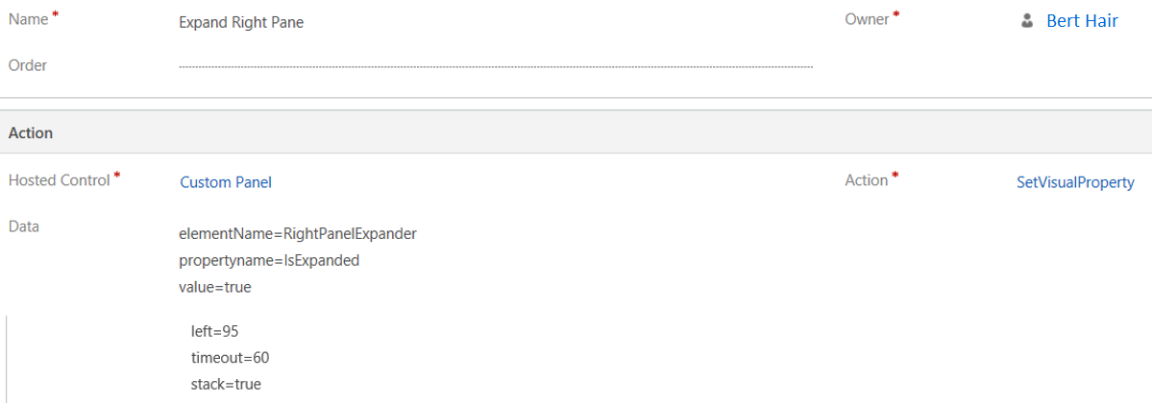 Name* Expand Right Pane Owner* Bert Hair
Order
Action
Hosted Control* Custom Panel Action* SetVisualProperty
Data
elementName=RightPanelExpander
propertyname=IsExpanded
value=true
left=95
timeout=60
stack=true